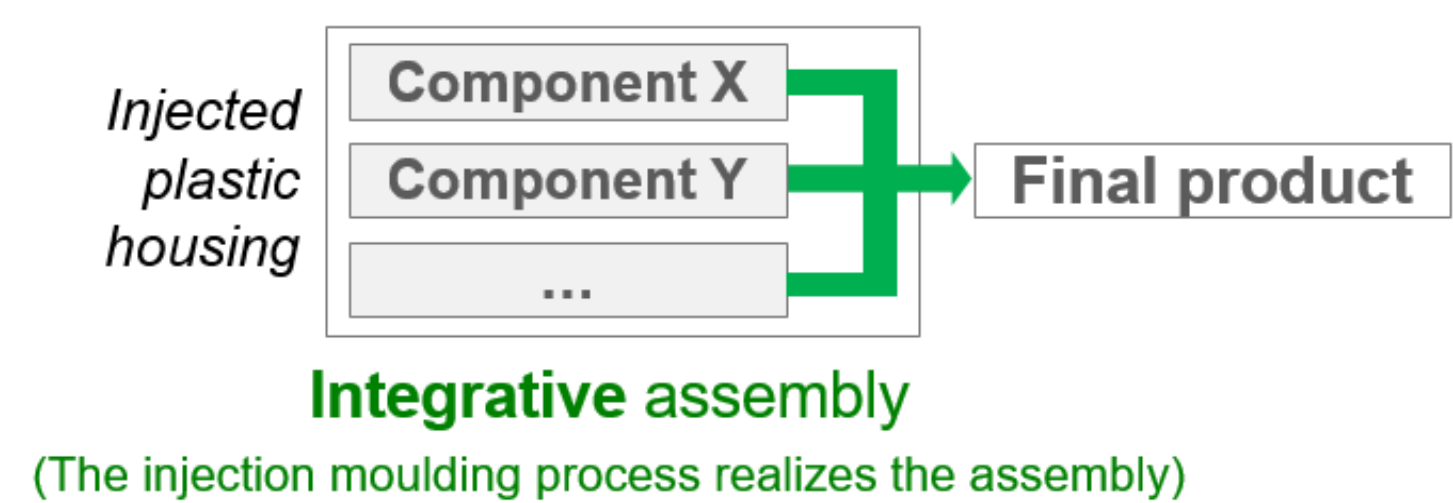 Injected
plastic
housing
Component X
Component Y
...
Final product
Integrative assembly
(The injection moulding process realizes the assembly)